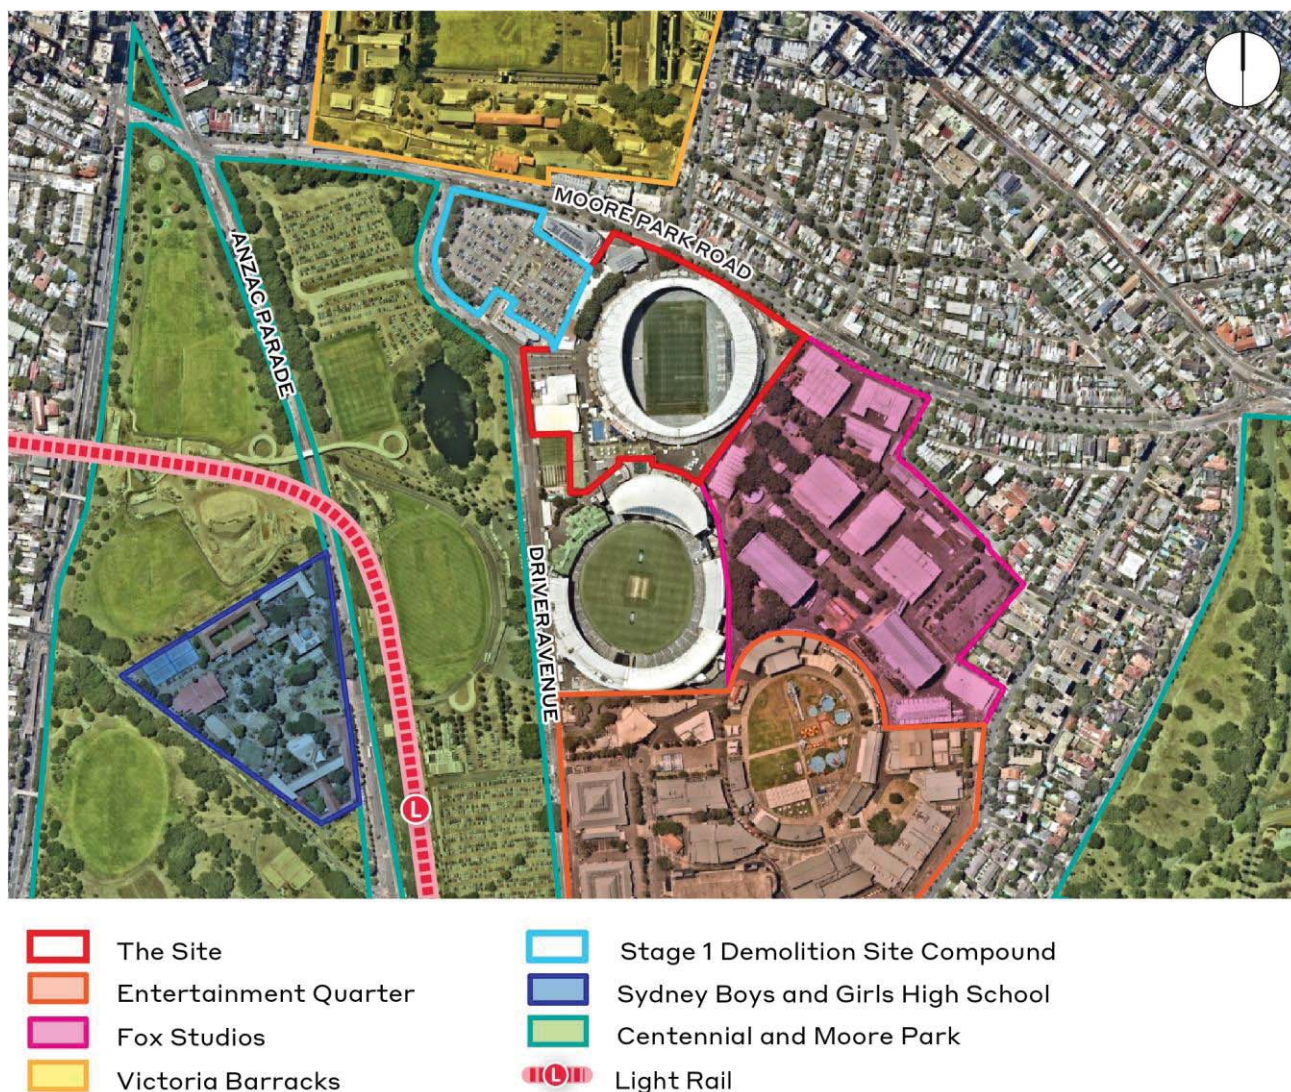 MOORE PARK ROAD
ANZAC PARADE
DRIVER AVENUE
L
The Site
Entertainment Quarter
Fox Studios
Victoria Barracks
Stage 1 Demolition Site Compound
Sydney Boys and Girls High School
Centennial and Moore Park
L
Light Rail